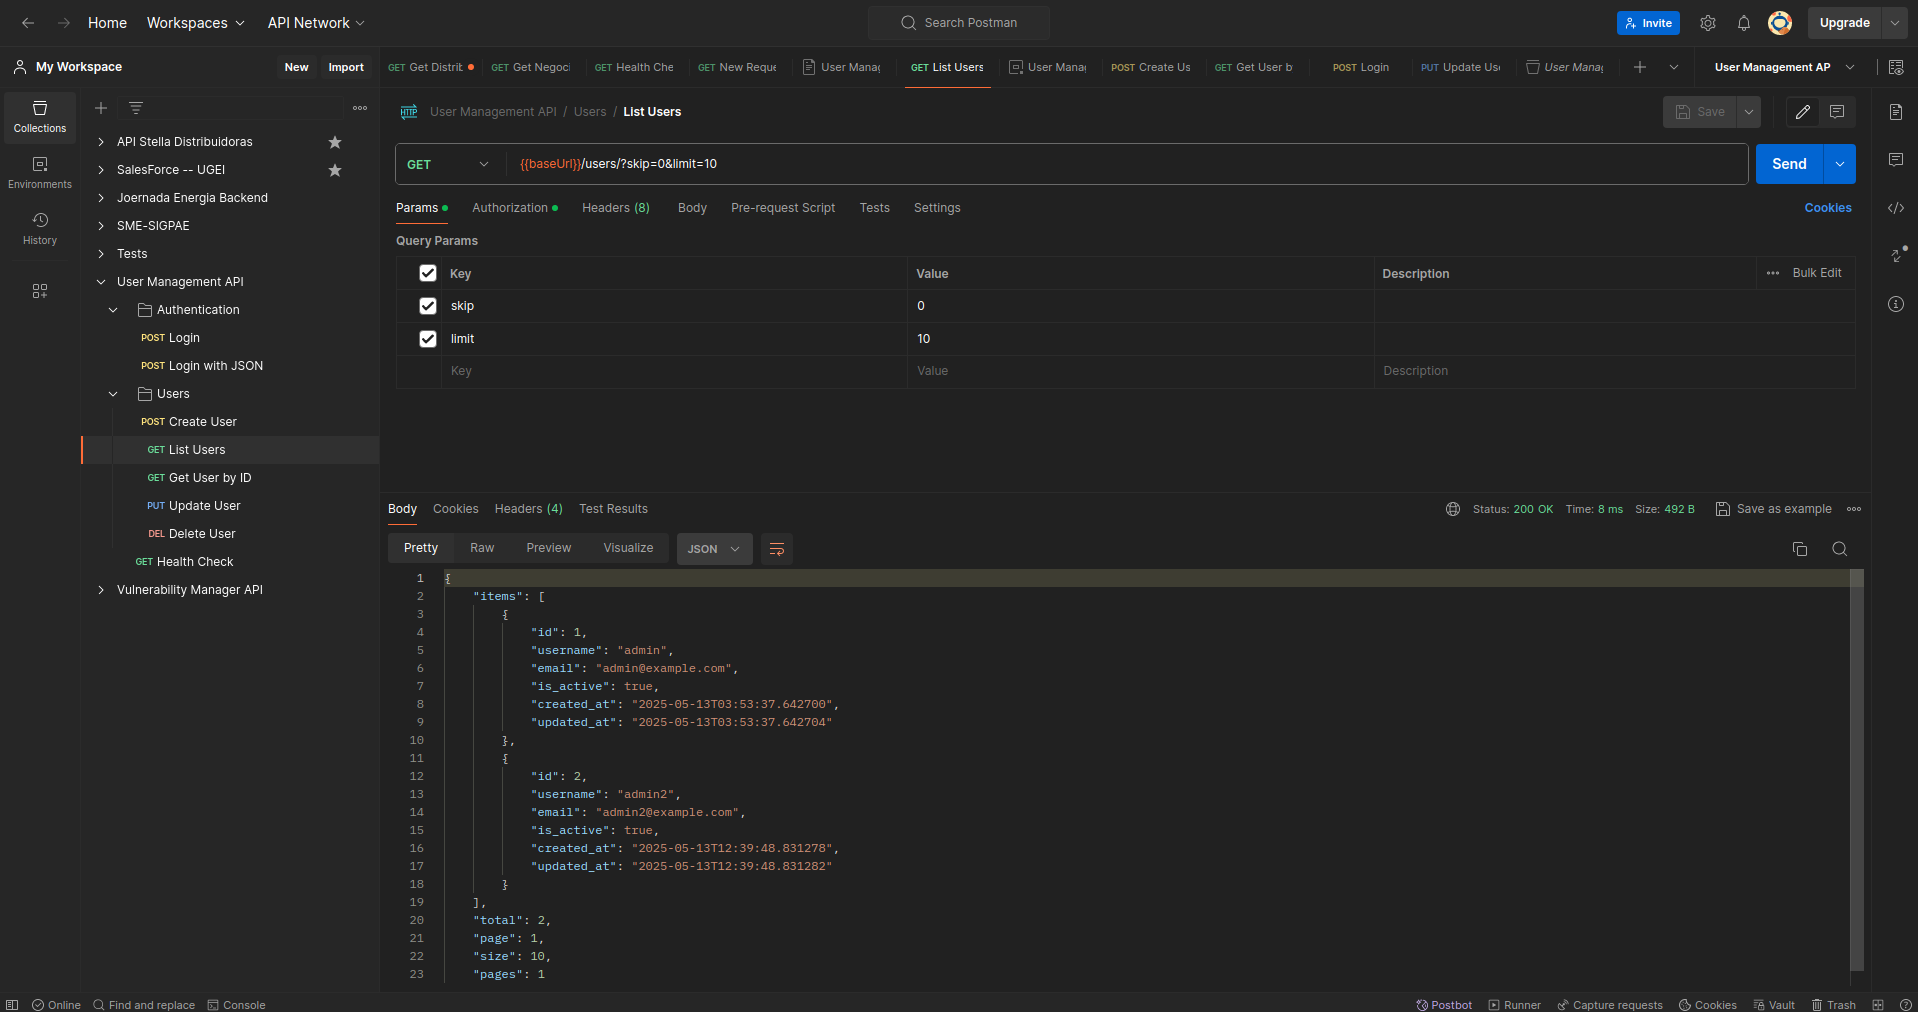 Home Workspaces API Network Search Postman Invite Upgrade
My Workspace New Import
GET Get Distrib GET Get Negoci GET Health Che GET New Reque User Manag GET List Users User Manag POST Create Us GET Get User b POST Login PUT Update Us User Manag User Management AP
Collections
Environments
History
API Stella Distribuidoras
SalesForce -- UGEI
Joernada Energia Backend
SME-SIGPAE
Tests
User Management API
Authentication
POST Login
POST Login with JSON
Users
POST Create User
GET List Users
GET Get User by ID
PUT Update User
DEL Delete User
GET Health Check
Vulnerability Manager API
HTTP User Management API / Users / List Users Save
GET {{baseUrl}}/users/?skip=0&limit=10 Send
Params Authorization Headers (8) Body Pre-request Script Tests Settings Cookies
Query Params
Key Value Description Bulk Edit
skip 0
limit 10
Key Value Description
Body Cookies Headers (4) Test Results Status: 200 OK Time: 8 ms Size: 492 B Save as example
Pretty Raw Preview Visualize JSON
1 {
2 "items": [
3 {
4 "id": 1,
5 "username": "admin",
6 "email": "admin@example.com",
7 "is_active": true,
8 "created_at": "2025-05-13T03:53:37.642700",
9 "updated_at": "2025-05-13T03:53:37.642704"
10 },
11 {
12 "id": 2,
13 "username": "admin2",
14 "email": "admin2@example.com",
15 "is_active": true,
16 "created_at": "2025-05-13T12:39:48.831278",
17 "updated_at": "2025-05-13T12:39:48.831282"
18 }
19 ],
20 "total": 2,
21 "page": 1,
22 "size": 10,
23 "pages": 1
Online Find and replace Console Postbot Runner Capture requests Cookies Vault Trash